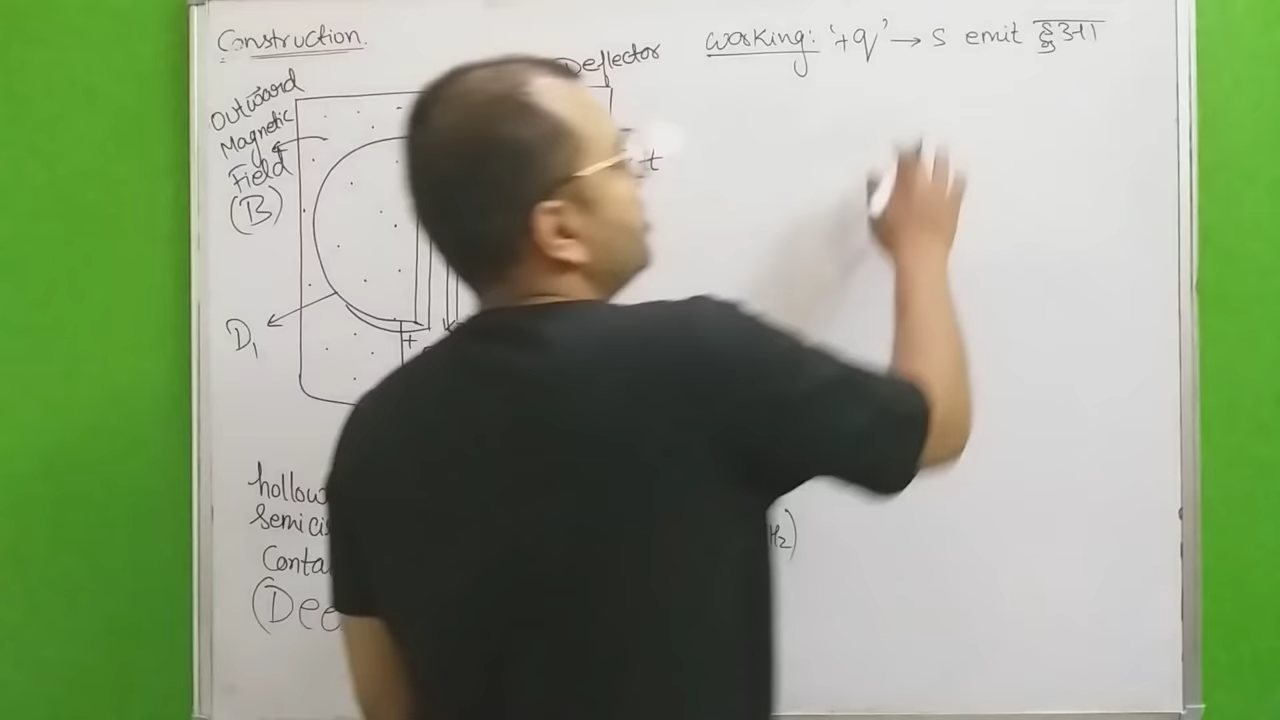 Construction.
Deflector
working: '+q' → S emit हुआ
Outward
Magnetic
Field
(B)
t
D₁
+
hollow
semici
Conta
Hz)
(Dee